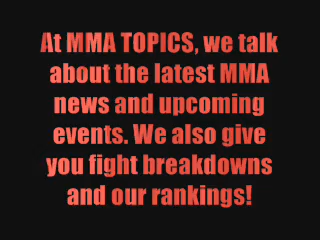 At MMA TOPICS, we talk
about the latest MMA
news and upcoming
events. We also give
you fight breakdowns
and our rankings!